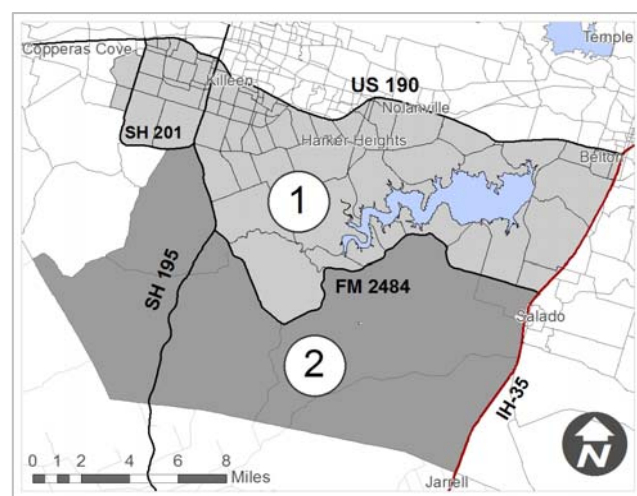 Temple
Copperas Cove
Killeen
US 190
Nolanville
SH 201
Harker Heights
Belton
1
SH 195
FM 2484
Salado
2
IH-35
N
0 1 2 4 6 8
Miles
Jarrell